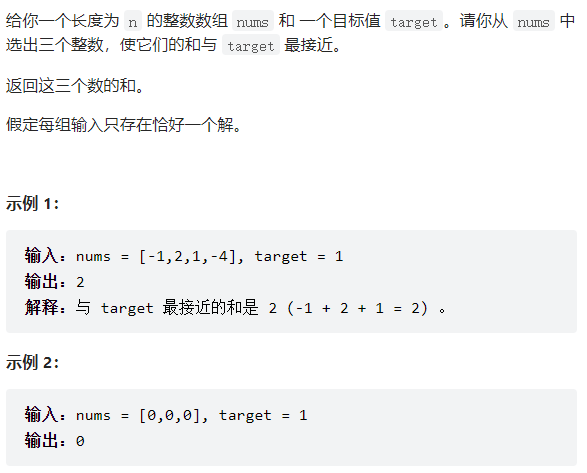 给你一个长度为 n 的整数数组 nums 和 一个目标值 target。请你从 nums 中
选出三个整数，使它们的和与 target 最接近。
返回这三个数的和。
假定每组输入只存在恰好一个解。
示例 1：
输入：nums = [-1,2,1,-4], target = 1
输出：2
解释：与 target 最接近的和是 2 (-1 + 2 + 1 = 2) 。
示例 2：
输入：nums = [0,0,0], target = 1
输出：0